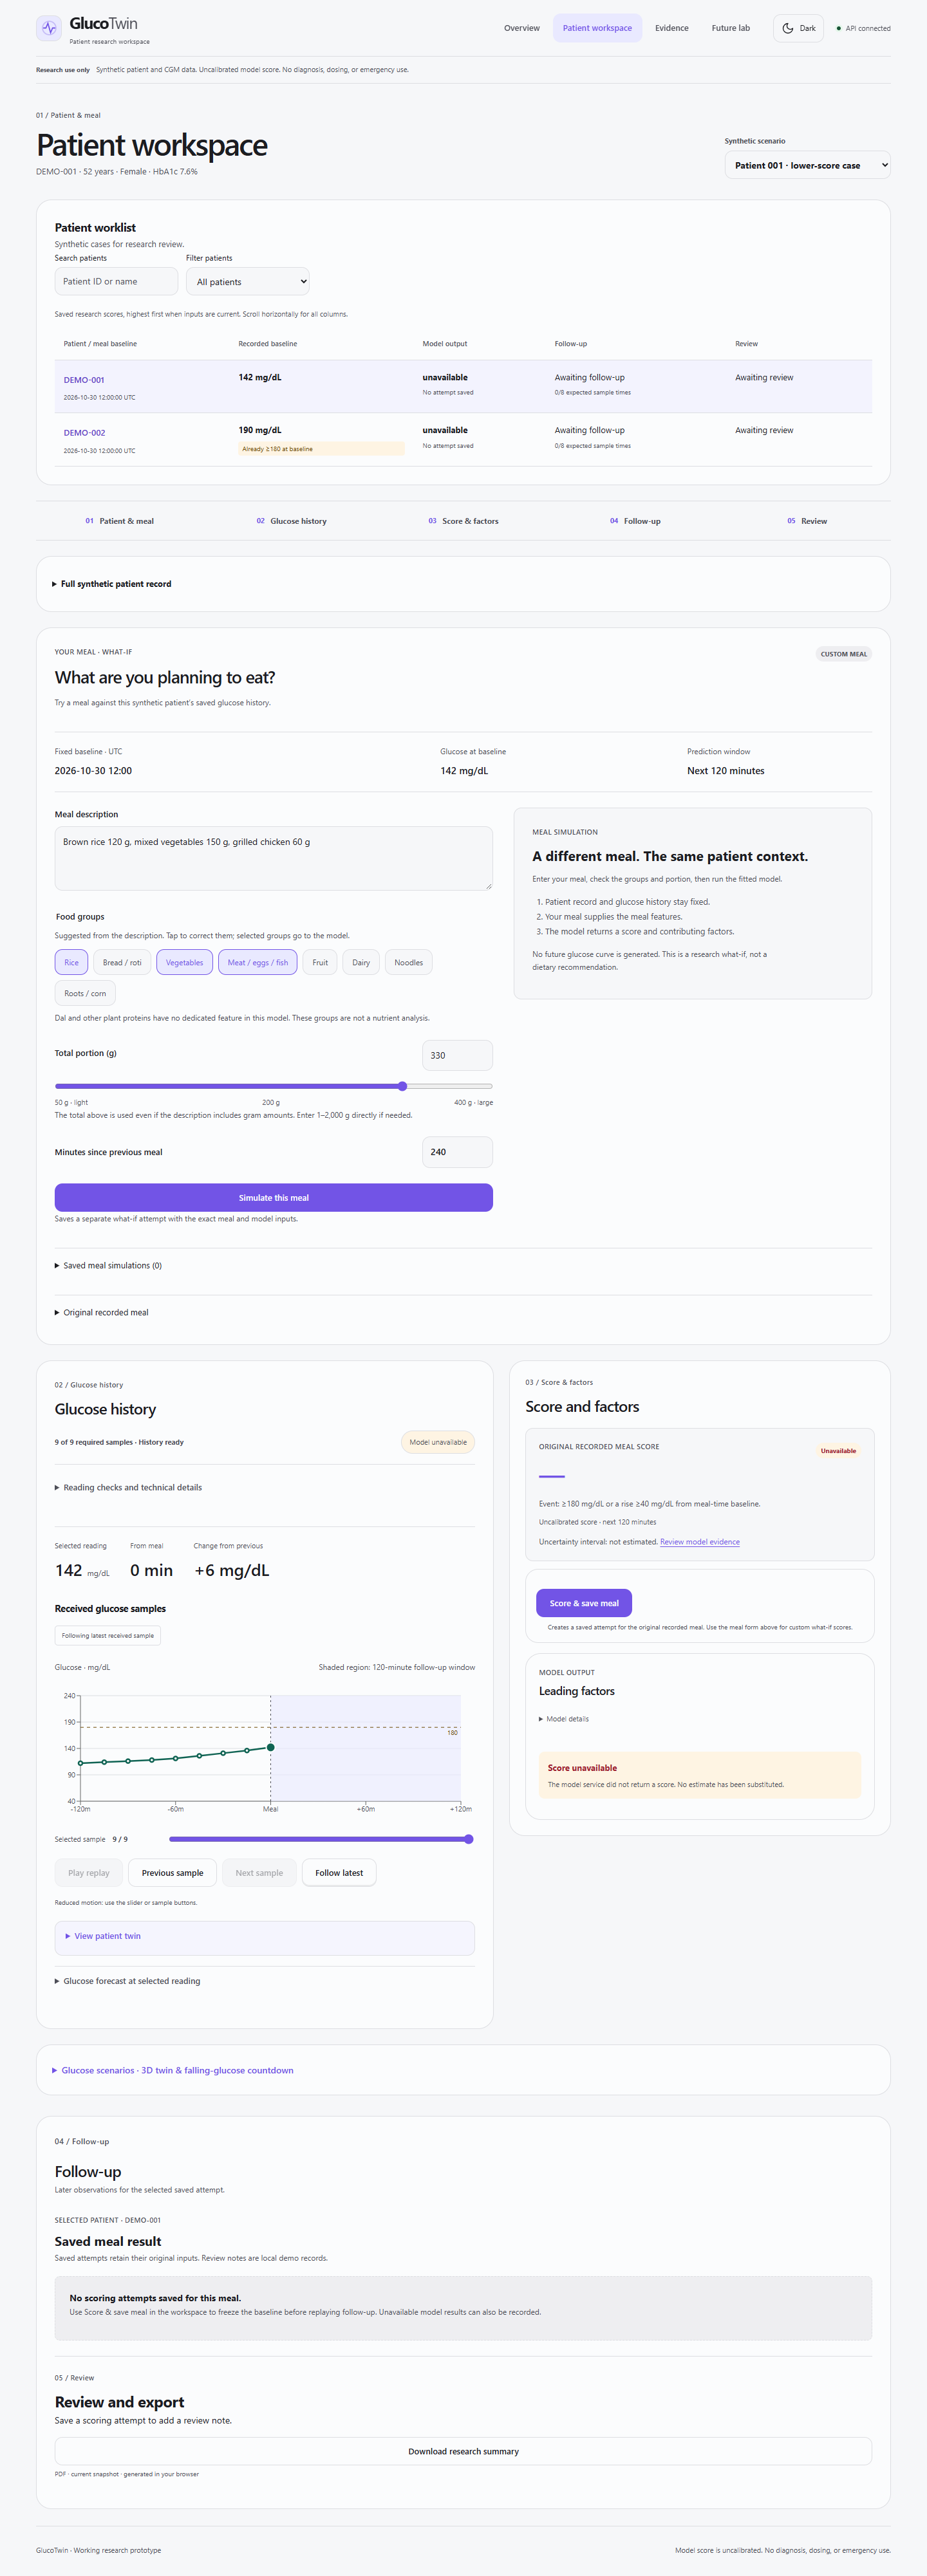 GlucoTwin
Patient research workspace
Overview
Patient workspace
Evidence
Future lab
Dark
API connected
Research use only Synthetic patient and CGM data. Uncalibrated model score. No diagnosis, dosing, or emergency use.
01 / Patient & meal
Patient workspace
DEMO-001 · 52 years · Female · HbA1c 7.6%
Synthetic scenario
Patient 001 · lower-score case
Patient worklist
Synthetic cases for research review.
Search patients Filter patients
Patient ID or name All patients
Saved research scores, highest first when inputs are current. Scroll horizontally for all columns.
Patient / meal baseline Recorded baseline Model output Follow-up Review
DEMO-001 142 mg/dL unavailable Awaiting follow-up Awaiting review
2026-10-30 12:00:00 UTC No attempt saved 0/8 expected sample times
DEMO-002 190 mg/dL unavailable Awaiting follow-up Awaiting review
2026-10-30 12:00:00 UTC Already ≥180 at baseline No attempt saved 0/8 expected sample times
01 Patient & meal 02 Glucose history 03 Score & factors 04 Follow-up 05 Review
Full synthetic patient record
YOUR MEAL · WHAT-IF
CUSTOM MEAL
What are you planning to eat?
Try a meal against this synthetic patient's saved glucose history.
Fixed baseline · UTC Glucose at baseline Prediction window
2026-10-30 12:00 142 mg/dL Next 120 minutes
Meal description
Brown rice 120 g, mixed vegetables 150 g, grilled chicken 60 g
Food groups
Suggested from the description. Tap to correct them; selected groups go to the model.
Rice Bread / roti Vegetables Meat / eggs / fish Fruit Dairy Noodles
Roots / corn
Dal and other plant proteins have no dedicated feature in this model. These groups are not a nutrient analysis.
Total portion (g) 330
50 g · light 200 g 400 g · large
The total above is used even if the description includes gram amounts. Enter 1–2,000 g directly if needed.
Minutes since previous meal 240
Simulate this meal
Saves a separate what-if attempt with the exact meal and model inputs.
MEAL SIMULATION
A different meal. The same patient context.
Enter your meal, check the groups and portion, then run the fitted model.
1. Patient record and glucose history stay fixed.
2. Your meal supplies the meal features.
3. The model returns a score and contributing factors.
No future glucose curve is generated. This is a research what-if, not a
dietary recommendation.
Saved meal simulations (0)
Original recorded meal
02 / Glucose history
Glucose history
9 of 9 required samples · History ready
Model unavailable
Reading checks and technical details
Selected reading From meal Change from previous
142 mg/dL 0 min +6 mg/dL
Received glucose samples
Following latest received sample
Glucose · mg/dL Shaded region: 120-minute follow-up window
240
190
180
140
90
40
-120m -60m Meal +60m +120m
Selected sample 9 / 9
Play replay Previous sample Next sample Follow latest
Reduced motion: use the slider or sample buttons.
View patient twin
Glucose forecast at selected reading
03 / Score & factors
Score and factors
ORIGINAL RECORDED MEAL SCORE
Unavailable
—
Event: ≥180 mg/dL or a rise ≥40 mg/dL from meal-time baseline.
Uncalibrated score · next 120 minutes
Uncertainty interval: not estimated. Review model evidence
Score & save meal
Creates a saved attempt for the original recorded meal. Use the meal form above for custom what-if scores.
MODEL OUTPUT
Leading factors
Model details
Score unavailable
The model service did not return a score. No estimate has been substituted.
Glucose scenarios · 3D twin & falling-glucose countdown
04 / Follow-up
Follow-up
Later observations for the selected saved attempt.
SELECTED PATIENT · DEMO-001
Saved meal result
Saved attempts retain their original inputs. Review notes are local demo records.
No scoring attempts saved for this meal.
Use Score & save meal in the workspace to freeze the baseline before replaying follow-up. Unavailable model results can also be recorded.
05 / Review
Review and export
Save a scoring attempt to add a review note.
Download research summary
PDF · current snapshot · generated in your browser
GlucoTwin · Working research prototype
Model score is uncalibrated. No diagnosis, dosing, or emergency use.